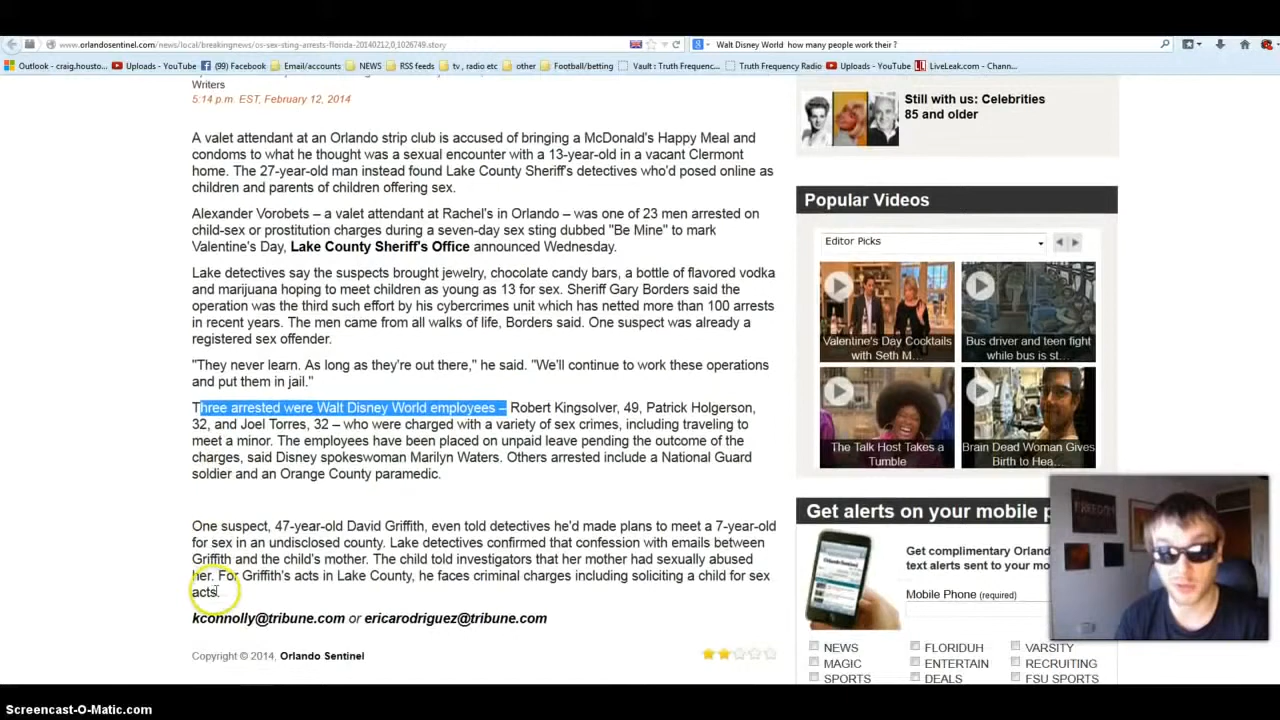 www.orlandosentinel.com/news/local/breakingnews/os-sex-sting-arrests-florida-20140212,0,1026749.story
Walt Disney World how many people work their ?
Outlook - craig.housto...
Uploads - YouTube
(99) Facebook
Email/accounts
NEWS
RSS feeds
tv , radio etc
other
Football/betting
Vault : Truth Frequenc...
Truth Frequency Radio
Uploads - YouTube
LiveLeak.com - Chann...
Writers
5:14 p.m. EST, February 12, 2014
A valet attendant at an Orlando strip club is accused of bringing a McDonald's Happy Meal and
condoms to what he thought was a sexual encounter with a 13-year-old in a vacant Clermont
home. The 27-year-old man instead found Lake County Sheriff's detectives who'd posted online as
children and parents of children offering sex.
Alexander Vorobets – a valet attendant at Rachel's in Orlando – was one of 23 men arrested on
child-sex or prostitution charges during a seven-day sex sting dubbed "Be Mine" to mark
Valentine's Day, Lake County Sheriff's Office announced Wednesday.
Lake detectives say the suspects brought jewelry, chocolate candy bars, a bottle of flavored vodka
and marijuana hoping to meet children as young as 13 for sex. Sheriff Gary Borders said the
operation was the third such effort by his cybercrimes unit which has netted more than 100 arrests
in recent years. The men came from all walks of life, Borders said. One suspect was already a
registered sex offender.
"They never learn. As long as they're out there," he said. "We'll continue to work these operations
and put them in jail."
Three arrested were Walt Disney World employees – Robert Kingsolver, 49, Patrick Holgerson,
32, and Joel Torres, 32 – who were charged with a variety of sex crimes, including traveling to
meet a minor. The employees have been placed on unpaid leave pending the outcome of the
charges, said Disney spokeswoman Marilyn Waters. Others arrested include a National Guard
soldier and an Orange County paramedic.
One suspect, 47-year-old David Griffith, even told detectives he'd made plans to meet a 7-year-old
for sex in an undisclosed county. Lake detectives confirmed that confession with emails between
Griffith and the child's mother. The child told investigators that her mother had sexually abused
her. For Griffith's acts in Lake County, he faces criminal charges including soliciting a child for sex
acts.
kconnolly@tribune.com or ericarodriguez@tribune.com
Copyright © 2014, Orlando Sentinel
Still with us: Celebrities
85 and older
Popular Videos
Editor Picks
Valentine's Day Cocktails
with Seth M...
Bus driver and teen fight
while bus is st...
The Talk Host Takes a
Tumble
Brain Dead Woman Gives
Birth to Hea...
Get alerts on your mobile p
Get complimentary Orland
text alerts sent to your m
Mobile Phone (required)
NEWS
FLORIDUH
VARSITY
MAGIC
ENTERTAIN
RECRUITING
SPORTS
DEALS
FSU SPORTS
FREEDOM
Screencast-O-Matic.com